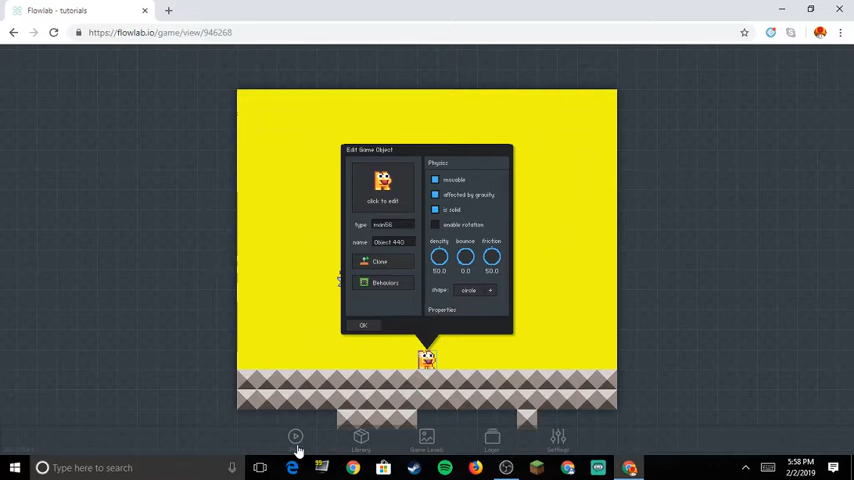 Flowlab - tutorials
https://flowlab.io/game/view/946268
Edit Game Object
click to edit
type
man56
name
Object 440
Clone
Behaviors
OK
Physics
movable
affected by gravity
is solid
enable rotation
density bounce friction
50.0 0.0 50.0
shape: circle +
Properties
Library
Game Levels
Layer
Settings
Type here to search
5:58 PM
2/2/2019